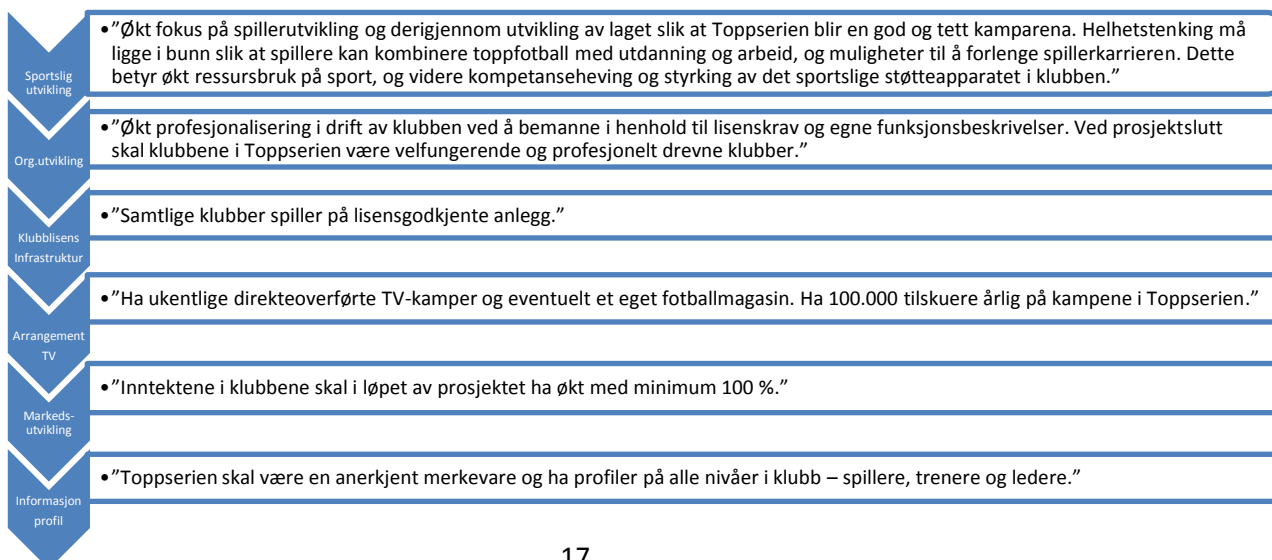 Sportslig
utvikling
•”Økt fokus på spillerutvikling og derigjennom utvikling av laget slik at Toppserien blir en god og tett kamparena. Helhetstenking må
ligge i bunn slik at spillere kan kombinere toppfotball med utdanning og arbeid, og muligheter til å forlenge spillerkarrieren. Dette
betyr økt ressursbruk på sport, og videre kompetanseheving og styrking av det sportslige støtteapparatet i klubben.”
Org.utvikling
•”Økt profesjonalisering i drift av klubben ved å bemanne i henhold til lisenskrav og egne funksjonsbeskrivelser. Ved prosjektslutt
skal klubbene i Toppserien være velfungerende og profesjonelt drevne klubber.”
Klubblisens
Infrastruktur
•”Samtlige klubber spiller på lisensgodkjente anlegg.”
Arrangement
TV
•”Ha ukentlige direkteoverførte TV-kamper og eventuelt et eget fotballmagasin. Ha 100.000 tilskuere årlig på kampene i Toppserien.”
Markeds-
utvikling
•”Inntektene i klubbene skal i løpet av prosjektet ha økt med minimum 100 %.”
Informasjon
profil
•”Toppserien skal være en anerkjent merkevare og ha profiler på alle nivåer i klubb – spillere, trenere og ledere.”
17